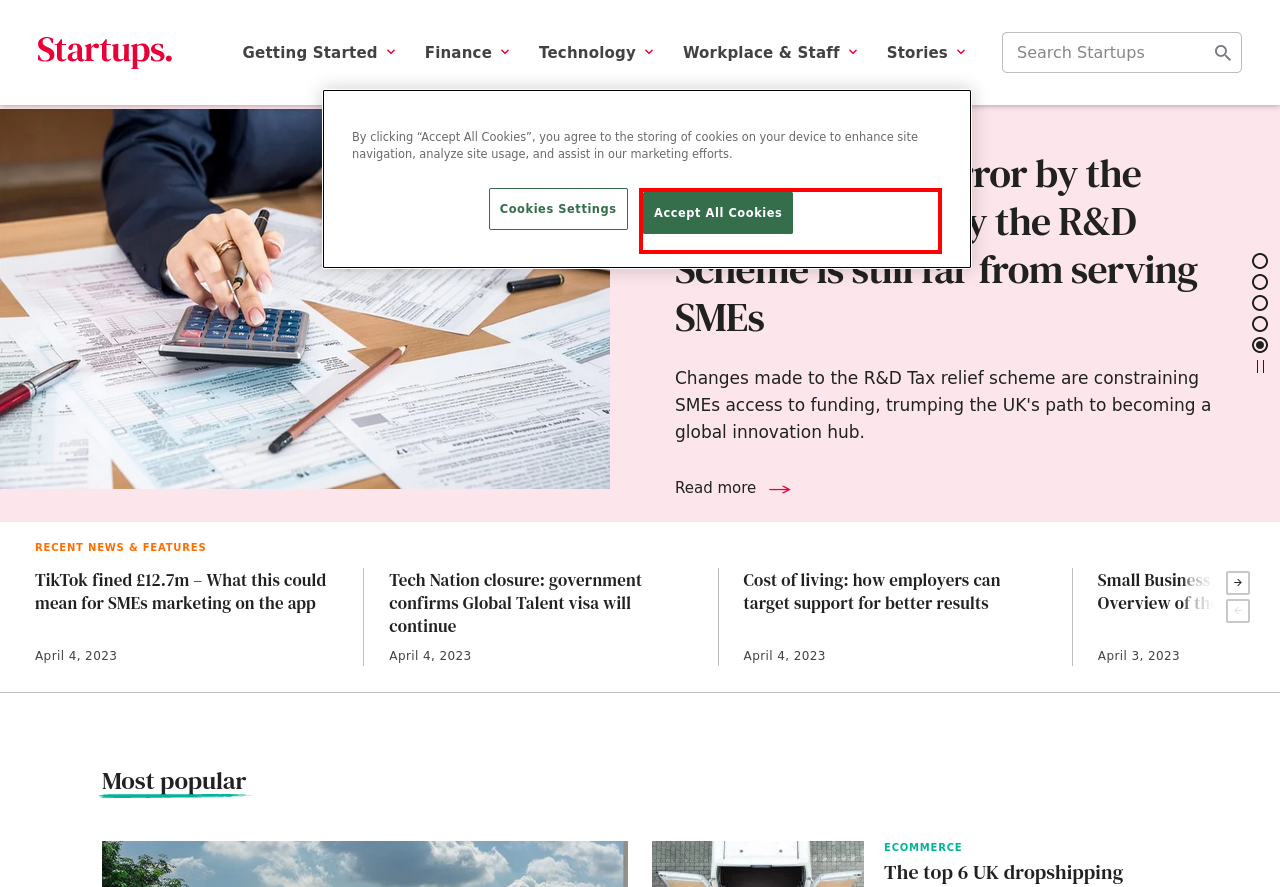 Startups.
Getting Started
Finance
Technology
Workplace & Staff
Stories
Search Startups
By clicking “Accept All Cookies”, you agree to the storing of cookies on your device to enhance site
navigation, analyze site usage, and assist in our marketing efforts.
Cookies Settings
Accept All Cookies
by the
the R&D
Scheme is still far from serving
SMEs
Changes made to the R&D Tax relief scheme are constraining
SMEs access to funding, trumping the UK's path to becoming a
global innovation hub.
Read more
RECENT NEWS & FEATURES
TikTok fined £12.7m – What this could
mean for SMEs marketing on the app
April 4, 2023
Tech Nation closure: government
confirms Global Talent visa will
continue
April 4, 2023
Cost of living: how employers can
target support for better results
April 4, 2023
Small Business
Overview of the
April 3, 2023
Most popular
ECOMMERCE
The top 6 UK dropshipping